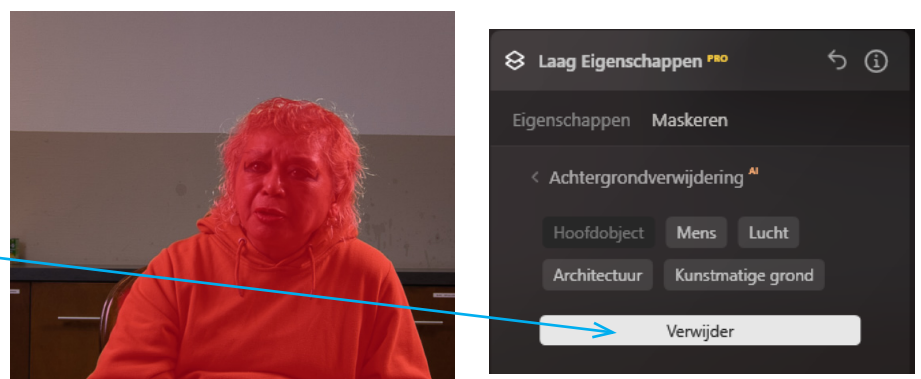 Laag Eigenschappen PRO
Eigenschappen Maskeren
< Achtergrondverwijdering AI
Hoofdobject Mens Lucht
Architectuur Kunstmatige grond
Verwijder